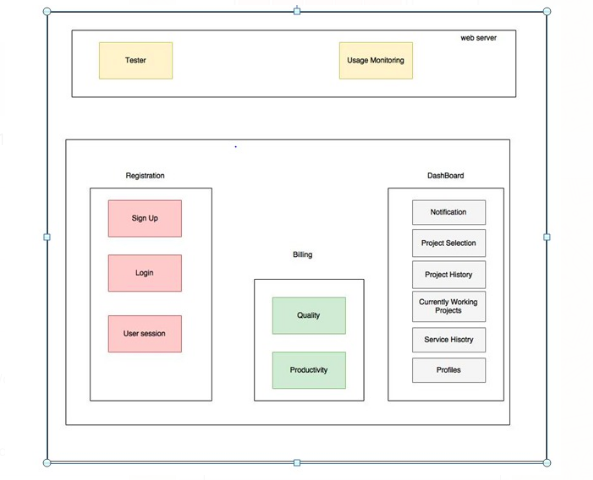 web server
Tester
Usage Monitoring
Registration
DashBoard
Sign Up
Login
User session
Billing
Quality
Productivity
Notification
Project Selection
Project History
Currently Working
Projects
Service Hisotry
Profiles